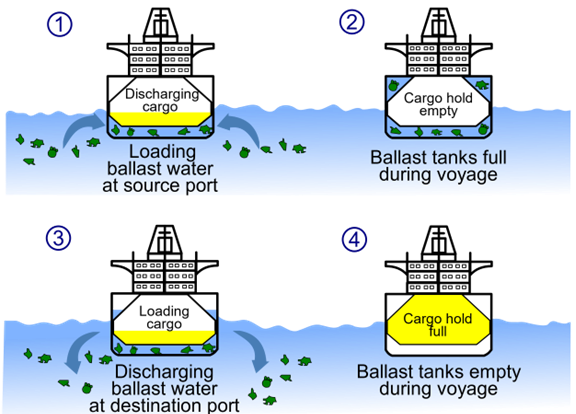 1
Discharging
cargo
Loading
ballast water
at source port
2
Cargo hold
empty
Ballast tanks full
during voyage
3
Loading
cargo
Discharging
ballast water
at destination port
4
Cargo hold
full
Ballast tanks empty
during voyage